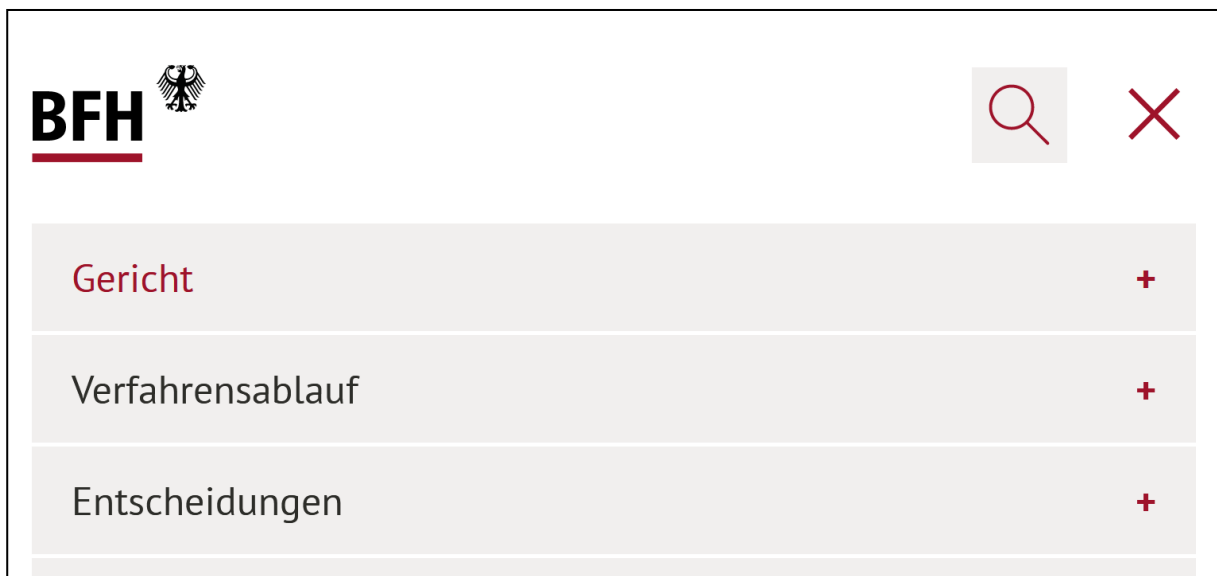 BFH
Gericht +
Verfahrensablauf +
Entscheidungen +